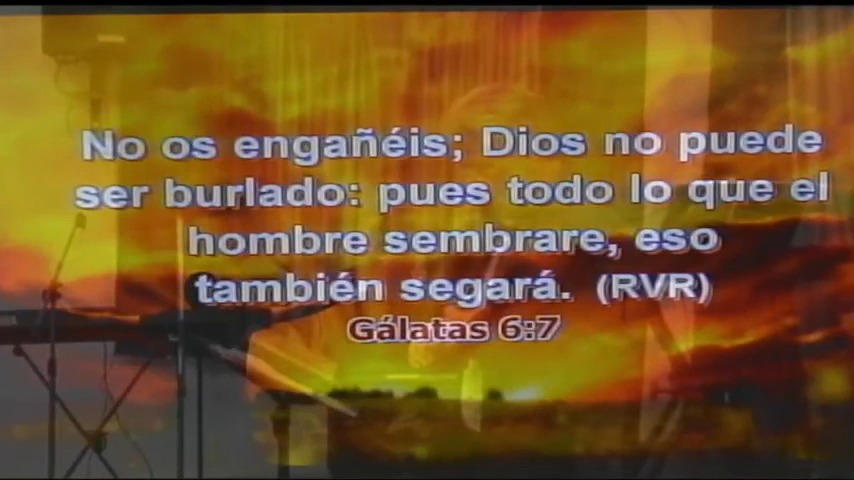 No os engañéis; Dios no puede
ser burlado: pues todo lo que el
hombre sembrare, eso
también segará. (RVR)
Gálatas 6:7